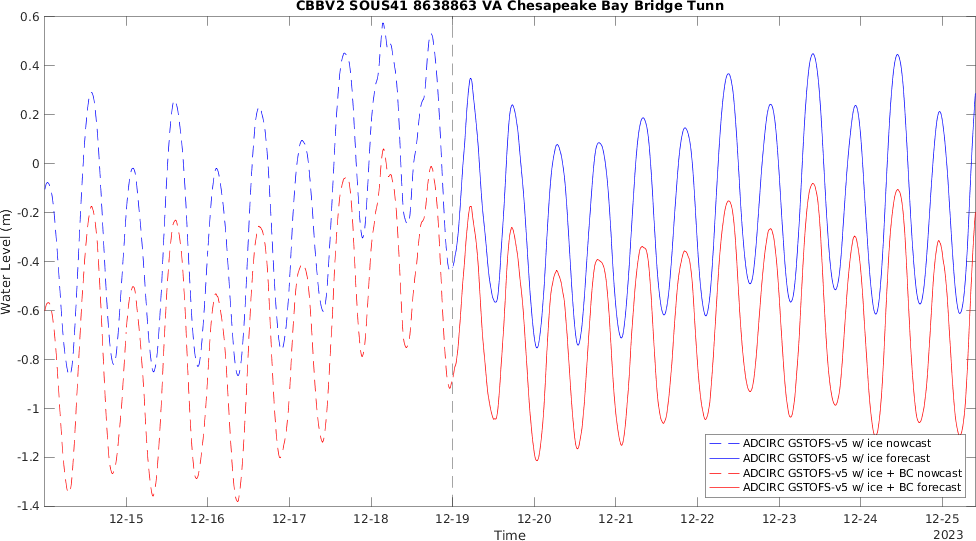 CBBV2 SOUS41 8638863 VA Chesapeake Bay Bridge Tunn
0.6
0.4
0.2
0
-0.2
-0.4
-0.6
-0.8
-1
-1.2
-1.4
Water Level (m)
ADCIRC GSTOFS-v5 w/ ice nowcast
ADCIRC GSTOFS-v5 w/ ice forecast
ADCIRC GSTOFS-v5 w/ ice + BC nowcast
ADCIRC GSTOFS-v5 w/ ice + BC forecast
12-15 12-16 12-17 12-18 12-19 12-20 12-21 12-22 12-23 12-24 12-25
Time 2023